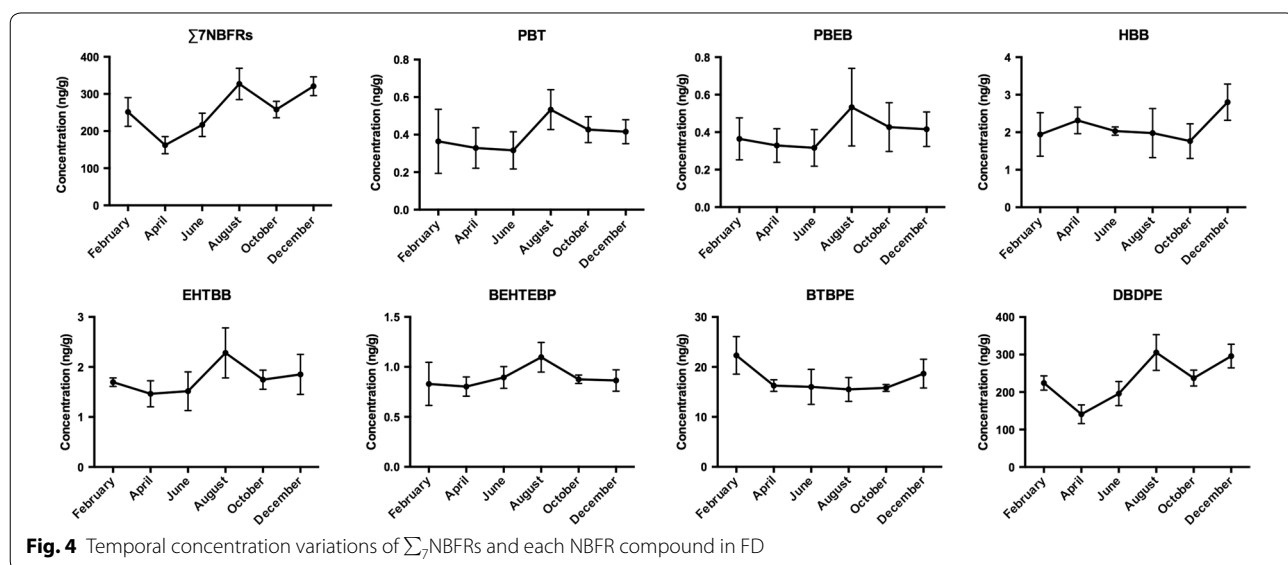 ∑7NBFRs
Concentration (ng/g)
400
300
200
100
0
February
April
June
August
October
December
PBT
Concentration (ng/g)
0.8
0.6
0.4
0.2
0.0
February
April
June
August
October
December
PBEB
Concentration (ng/g)
0.8
0.6
0.4
0.2
0.0
February
April
June
August
October
December
HBB
Concentration (ng/g)
4
3
2
1
0
February
April
June
August
October
December
EHTBB
Concentration (ng/g)
3
2
1
0
February
April
June
August
October
December
BEHTEBP
Concentration (ng/g)
1.5
1.0
0.5
0.0
February
April
June
August
October
December
BTBPE
Concentration (ng/g)
30
20
10
0
February
April
June
August
October
December
DBDPE
Concentration (ng/g)
400
300
200
100
0
February
April
June
August
October
December
Fig. 4 Temporal concentration variations of ∑₇NBFRs and each NBFR compound in FD